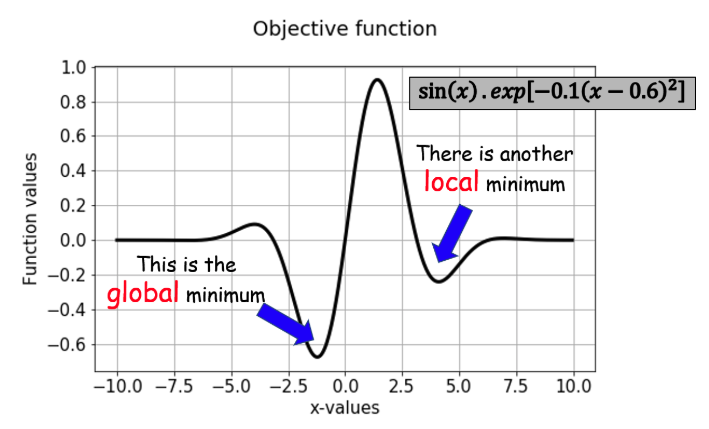 Objective function
sin(x).exp[−0.1(x − 0.6)²]
1.0
0.8
0.6
0.4
0.2
0.0
−0.2
−0.4
−0.6
Function values
There is another
local minimum
This is the
global minimum
−10.0 −7.5 −5.0 −2.5 0.0 2.5 5.0 7.5 10.0
x-values